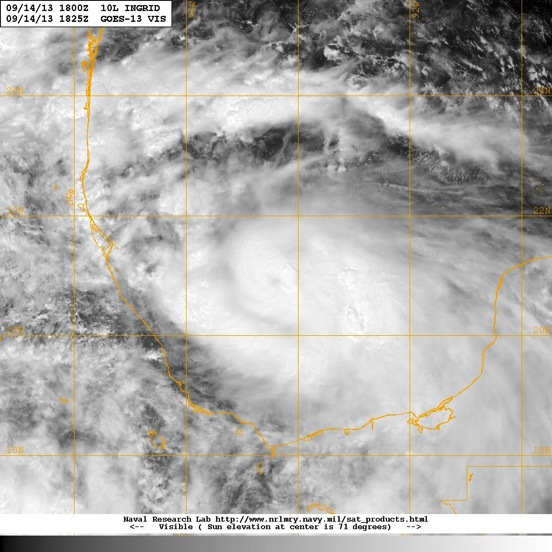 09/14/13 1800Z 10L INGRID
09/14/13 1825Z GOES-13 VIS
22N
20N
18N
Naval Research Lab http://www.nrlmry.navy.mil/sat_products.html
<-- Visible ( Sun elevation at center is 71 degrees) -->